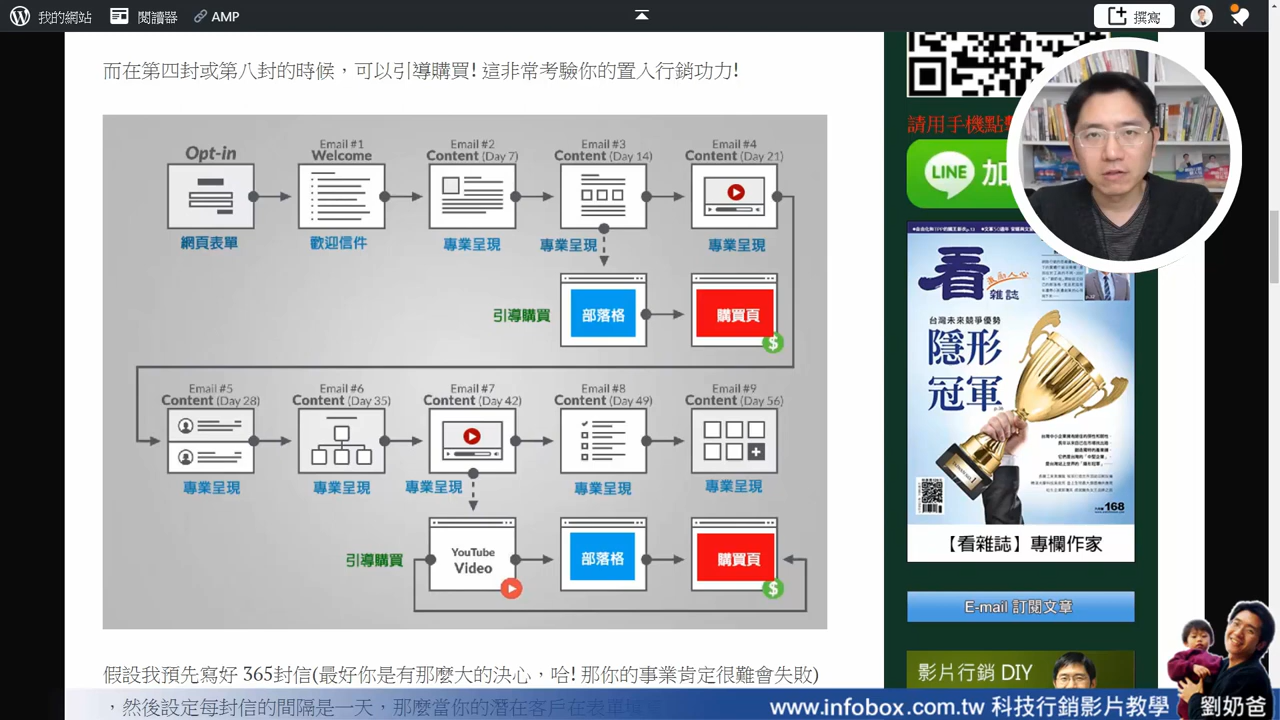 我的網站
閱讀器
AMP
撰寫
而在第四封或第八封的時候，可以引導購買! 這非常考驗你的置入行銷功力!
Opt-in
網頁表單
Email #1
Welcome
歡迎信件
Email #2
Content (Day 7)
專業呈現
Email #3
Content (Day 14)
專業呈現
Email #4
Content (Day 21)
專業呈現
引導購買
部落格
購買頁
$
Email #5
Content (Day 28)
專業呈現
Email #6
Content (Day 35)
專業呈現
Email #7
Content (Day 42)
專業呈現
Email #8
Content (Day 49)
專業呈現
Email #9
Content (Day 56)
專業呈現
引導購買
YouTube
Video
部落格
購買頁
$
假設我預先寫好 365封信(最好你是有那麼大的決心，哈! 那你的事業肯定很難會失敗)
，然後設定每封信的間隔是一天，那麼當你的潛在客戶在表單填
請用手機點
LINE
加
看
雜誌
台灣未來競爭優勢
隱形
冠軍
168
【看雜誌】專欄作家
E-mail 訂閱文章
影片行銷 DIY
www.infobox.com.tw 科技行銷影片教學
劉奶爸